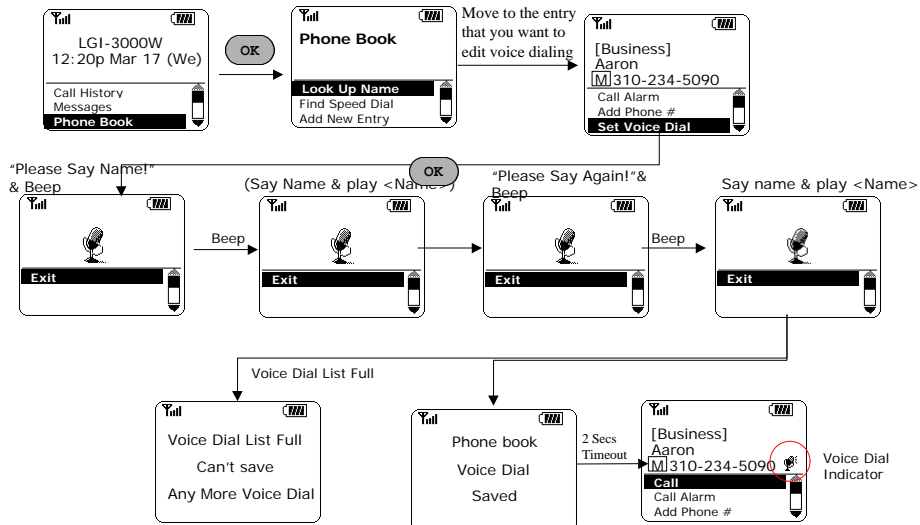 LGI-3000W
12:20p Mar 17 (We)
Call History
Messages
Phone Book
OK
Phone Book
Look Up Name
Find Speed Dial
Add New Entry
Move to the entry
that you want to
edit voice dialing
[Business]
Aaron
M 310-234-5090
Call Alarm
Add Phone #
Set Voice Dial
OK
"Please Say Name!"
& Beep
Exit
Beep
(Say Name & play <Name>)
Exit
"Please Say Again!"&
Beep
Exit
Beep
Say name & play <Name>
Exit
Voice Dial List Full
Voice Dial List Full
Can't save
Any More Voice Dial
Phone book
Voice Dial
Saved
2 Secs
Timeout
[Business]
Aaron
M 310-234-5090
Call
Call Alarm
Add Phone #
Voice Dial
Indicator